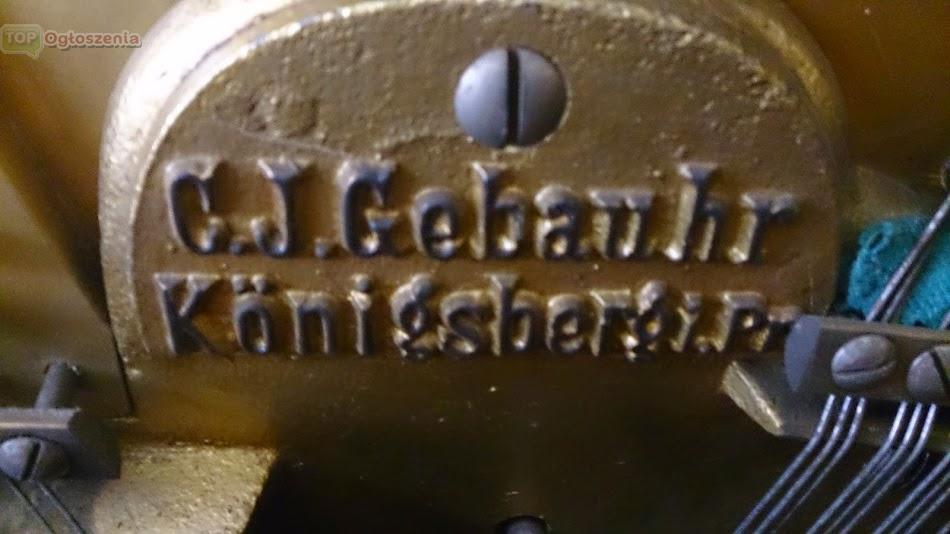 TOP Ogłoszenia
C.J.Gebauhr
Königsberg i.Pr